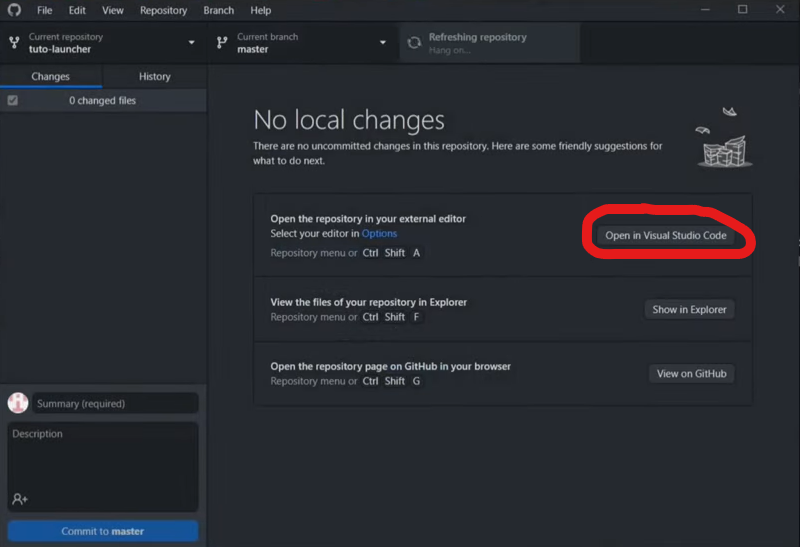 File Edit View Repository Branch Help
Current repository
tuto-launcher
Current branch
master
Refreshing repository
Hang on...
Changes History
0 changed files
No local changes
There are no uncommitted changes in this repository. Here are some friendly suggestions for
what to do next.
Open the repository in your external editor
Select your editor in Options
Repository menu or Ctrl Shift A
Open in Visual Studio Code
View the files of your repository in Explorer
Repository menu or Ctrl Shift F
Show in Explorer
Open the repository page on GitHub in your browser
Repository menu or Ctrl Shift G
View on GitHub
Summary (required)
Description
Commit to master